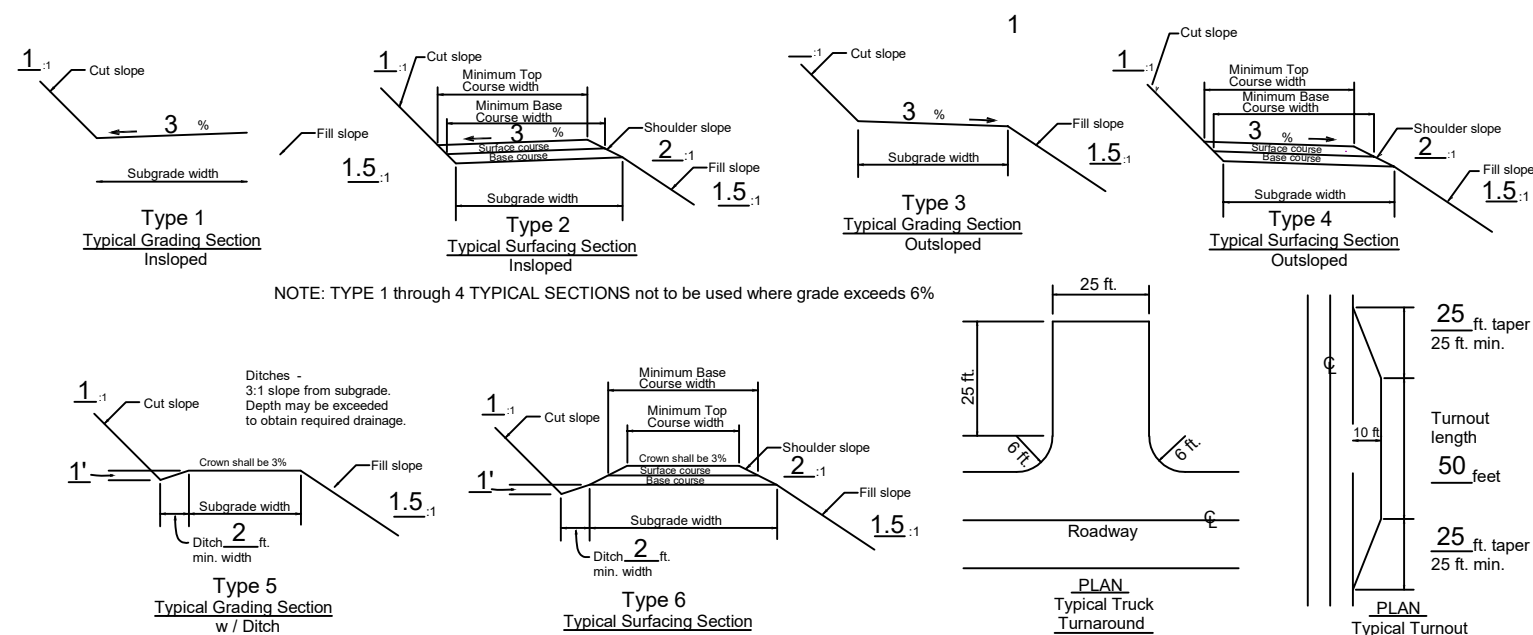 1 :1
Cut slope
3 %
Fill slope
1.5 :1
Subgrade width
Type 1
Typical Grading Section
Insloped
1 :1
Cut slope
Minimum Top
Course width
Minimum Base
Course width
3 %
Surface course
Base course
Shoulder slope
2 :1
Fill slope
1.5 :1
Subgrade width
Type 2
Typical Surfacing Section
Insloped
1
:1
Cut slope
3 %
Fill slope
1.5 :1
Subgrade width
Type 3
Typical Grading Section
Outsloped
1 :1
Cut slope
Minimum Top
Course width
Minimum Base
Course width
3 %
Surface course
Base course
Shoulder slope
2 :1
Fill slope
1.5 :1
Subgrade width
Type 4
Typical Surfacing Section
Outsloped
NOTE: TYPE 1 through 4 TYPICAL SECTIONS not to be used where grade exceeds 6%
1 :1
Cut slope
Ditches -
3:1 slope from subgrade.
Depth may be exceeded
to obtain required drainage.
1'
Crown shall be 3%
Fill slope
1.5 :1
Subgrade width
Ditch 2 ft.
min. width
Type 5
Typical Grading Section
w / Ditch
1 :1
Cut slope
Minimum Base
Course width
Minimum Top
Course width
Crown shall be 3%
Surface course
Base course
Shoulder slope
2 :1
1'
Fill slope
1.5 :1
Subgrade width
Ditch 2 ft.
min. width
Type 6
Typical Surfacing Section
25 ft.
25 ft.
6 ft.
6 ft.
Roadway
CL
PLAN
Typical Truck
Turnaround
CL
25 ft. taper
25 ft. min.
10 ft
Turnout
length
50 feet
25 ft. taper
25 ft. min.
PLAN
Typical Turnout